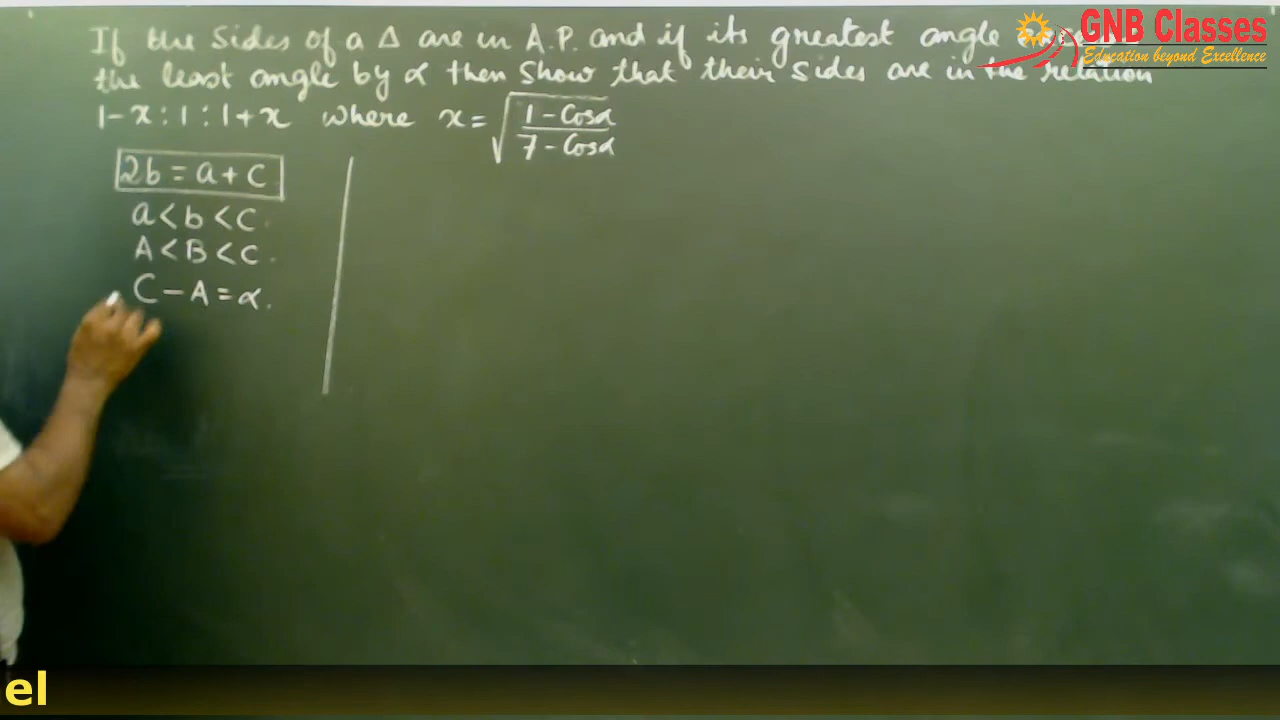 If the sides of a Δ are in A.P. and if its greatest angle
the least angle by α then show that their sides are in the relation
1-x : 1 : 1+x where x = √((1-Cosα)/(7-Cosα))
2b = a + c
a < b < c.
A < B < C.
C - A = α.
GNB Classes
Education beyond Excellence
el